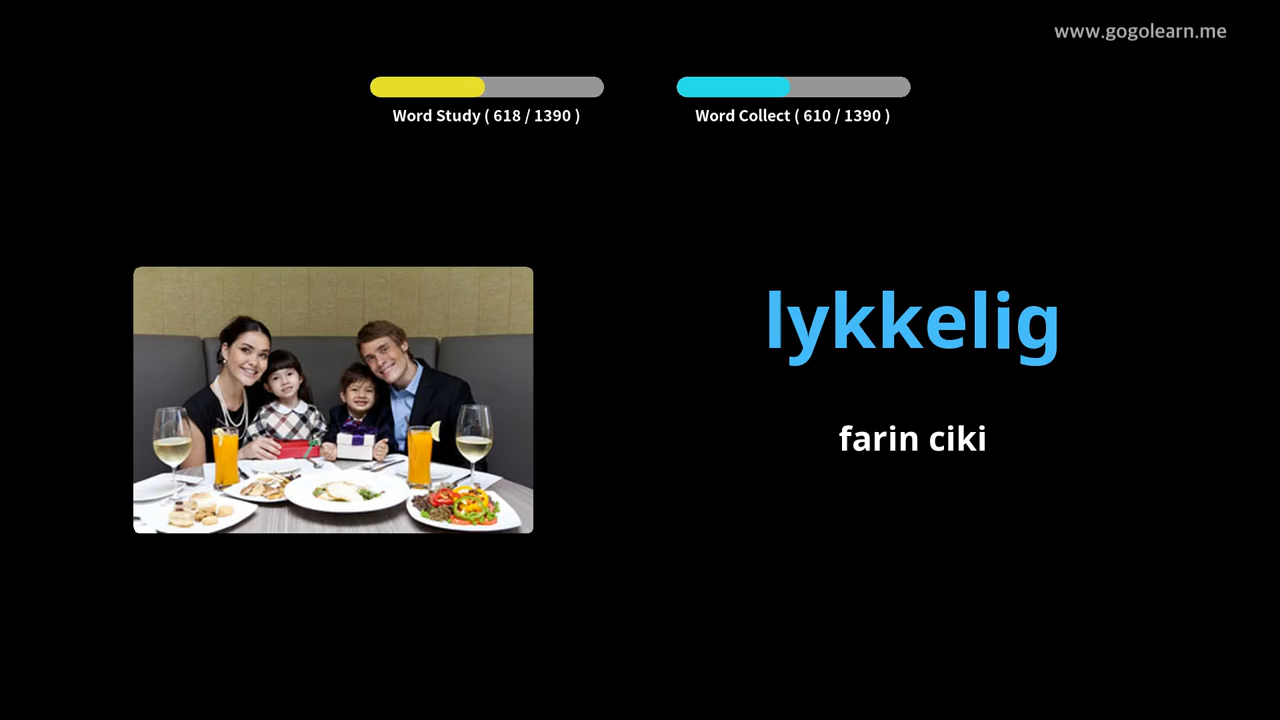 www.gogolearn.me
Word Study ( 618 / 1390 )
Word Collect ( 610 / 1390 )
lykkelig
farin ciki